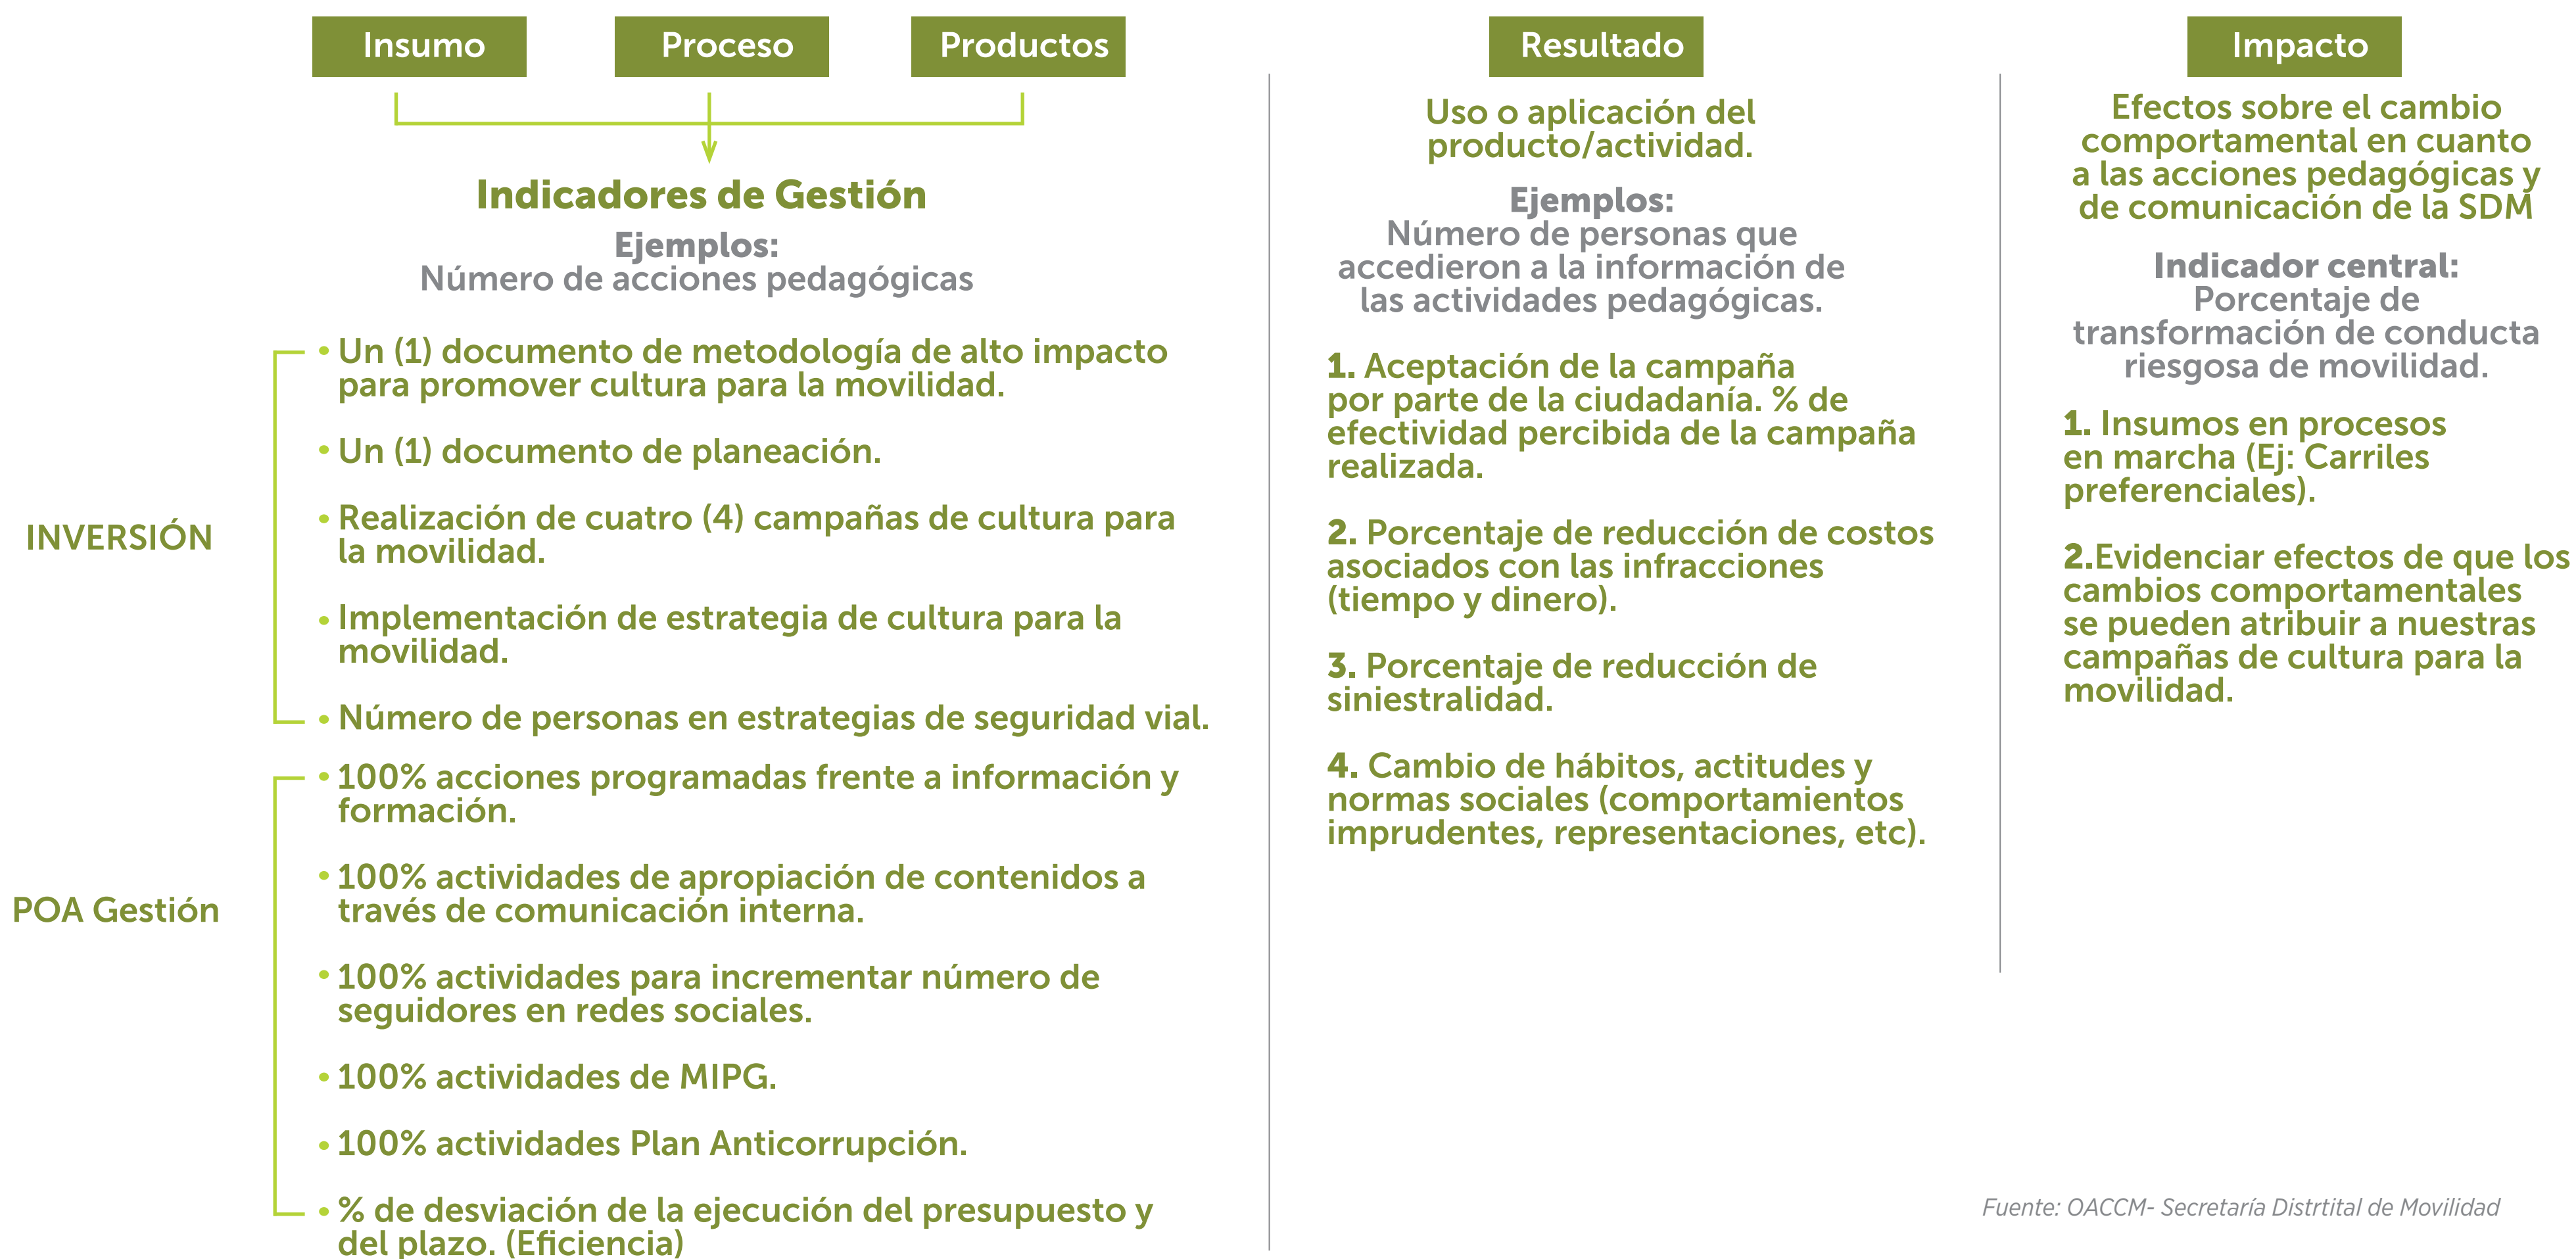 Insumo
Proceso
Productos
Indicadores de Gestión
Ejemplos:
Número de acciones pedagógicas
INVERSIÓN
• Un (1) documento de metodología de alto impacto
para promover cultura para la movilidad.
• Un (1) documento de planeación.
• Realización de cuatro (4) campañas de cultura para
la movilidad.
• Implementación de estrategia de cultura para la
movilidad.
• Número de personas en estrategias de seguridad vial.
POA Gestión
• 100% acciones programadas frente a información y
formación.
• 100% actividades de apropiación de contenidos a
través de comunicación interna.
• 100% actividades para incrementar número de
seguidores en redes sociales.
• 100% actividades de MIPG.
• 100% actividades Plan Anticorrupción.
• % de desviación de la ejecución del presupuesto y
del plazo. (Eficiencia)
Resultado
Uso o aplicación del
producto/actividad.
Ejemplos:
Número de personas que
accedieron a la información de
las actividades pedagógicas.
1. Aceptación de la campaña
por parte de la ciudadanía. % de
efectividad percibida de la campaña
realizada.
2. Porcentaje de reducción de costos
asociados con las infracciones
(tiempo y dinero).
3. Porcentaje de reducción de
siniestralidad.
4. Cambio de hábitos, actitudes y
normas sociales (comportamientos
imprudentes, representaciones, etc).
Impacto
Efectos sobre el cambio
comportamental en cuanto
a las acciones pedagógicas y
de comunicación de la SDM
Indicador central:
Porcentaje de
transformación de conducta
riesgosa de movilidad.
1. Insumos en procesos
en marcha (Ej: Carriles
preferenciales).
2.Evidenciar efectos de que los
cambios comportamentales
se pueden atribuir a nuestras
campañas de cultura para la
movilidad.
Fuente: OACCM- Secretaría Distrtital de Movilidad